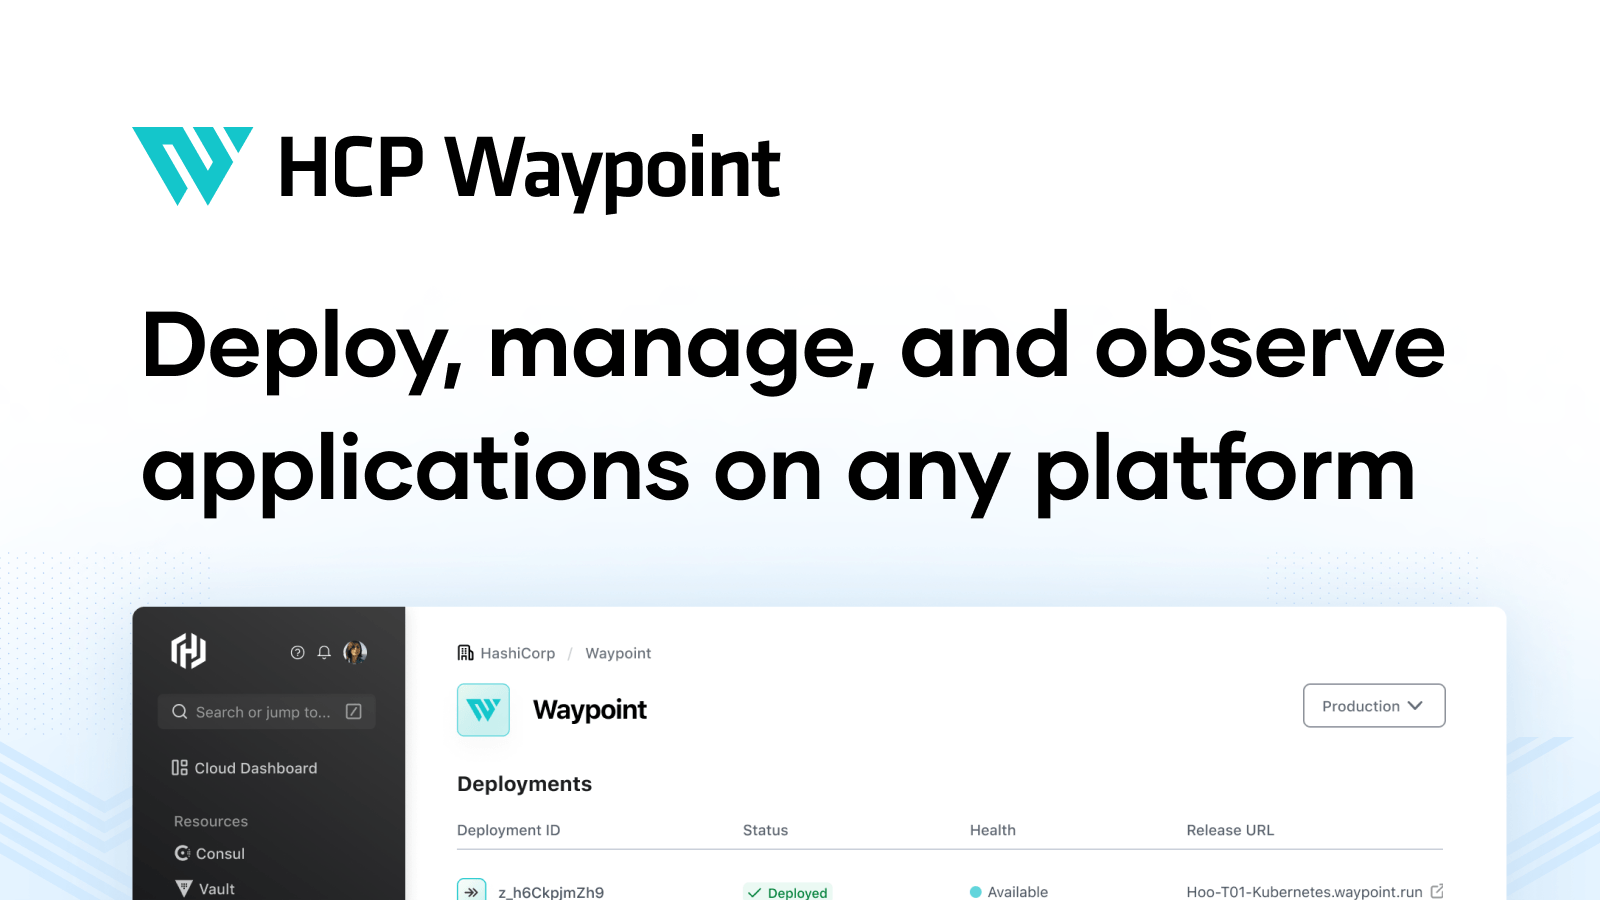 HCP Waypoint
Deploy, manage, and observe
applications on any platform
HashiCorp / Waypoint
Search or jump to...
Waypoint
Production
Cloud Dashboard
Deployments
Resources
Deployment ID Status Health Release URL
Consul
Vault
z_h6CkpjmZh9 Deployed Available Hoo-T01-Kubernetes.waypoint.run